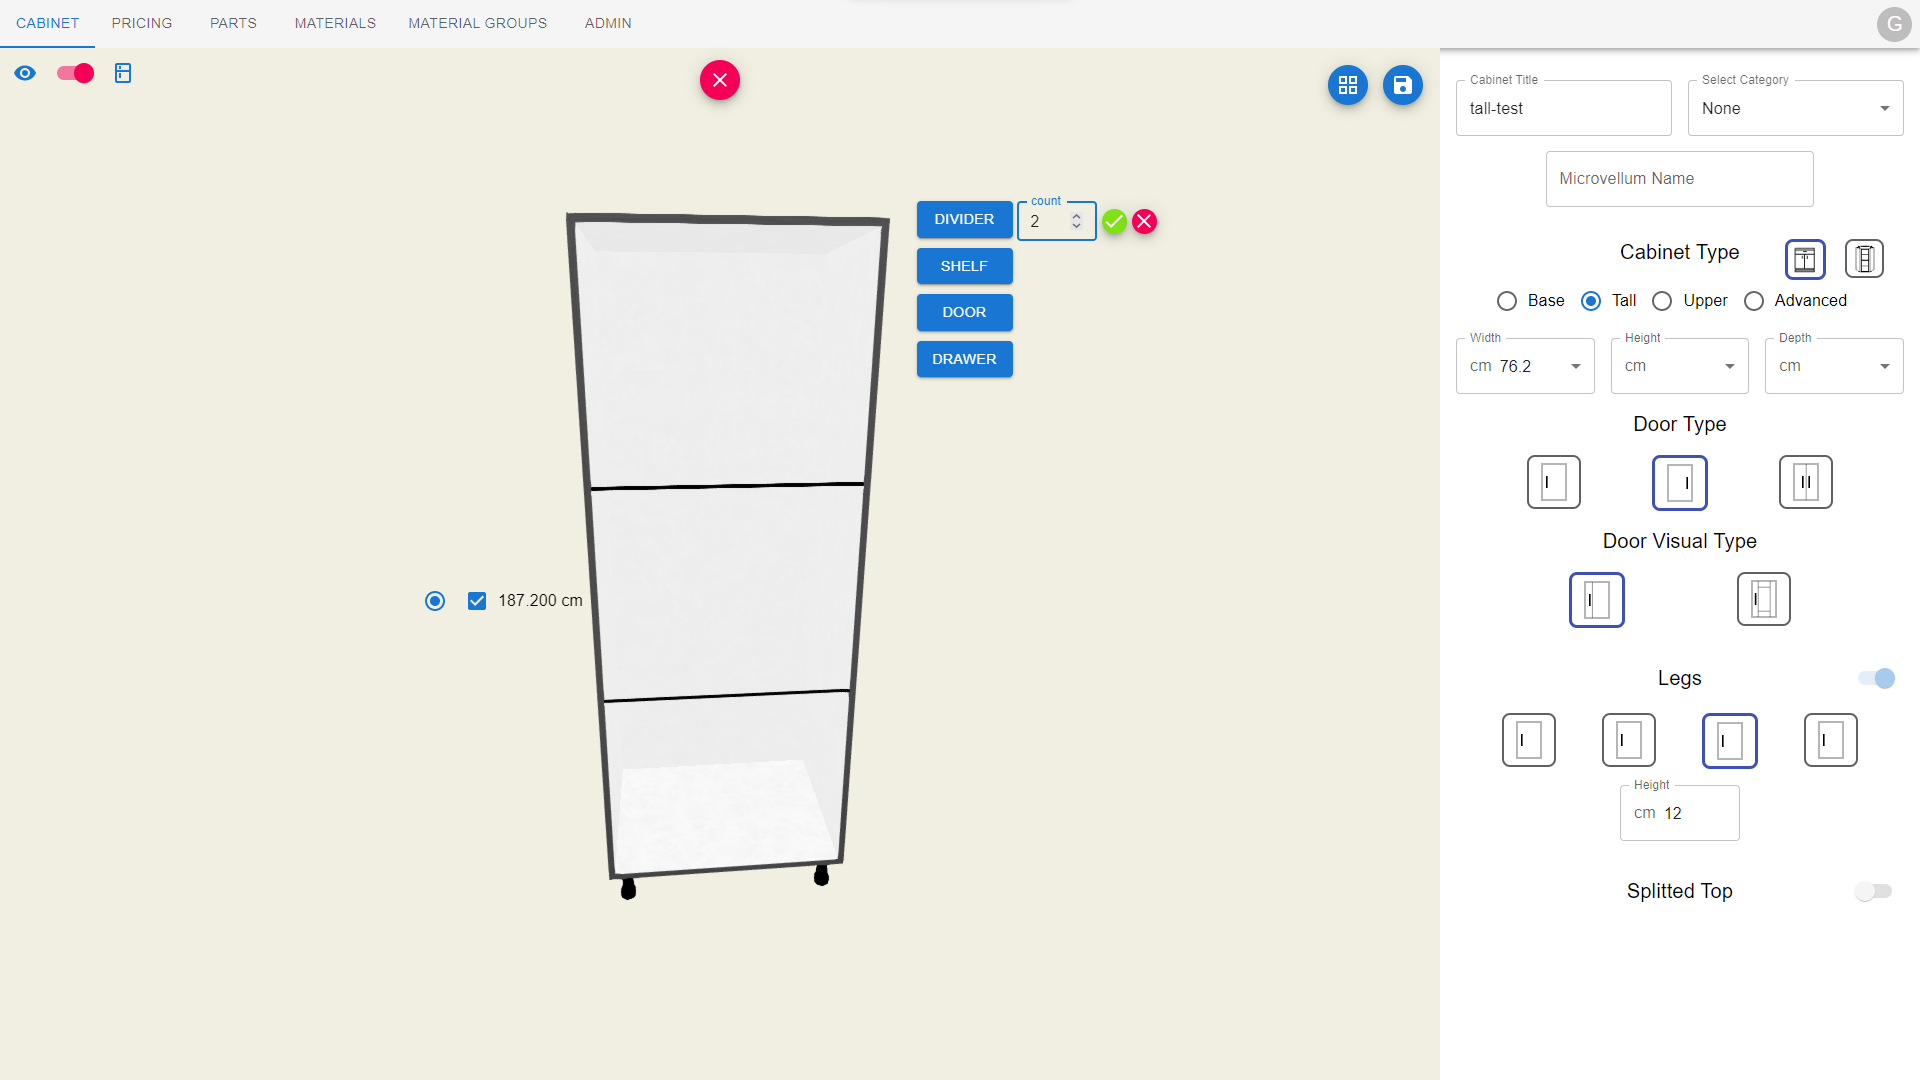 CABINET PRICING PARTS MATERIALS MATERIAL GROUPS ADMIN G
Cabinet Title
tall-test
Select Category
None
Microvellum Name
Cabinet Type
Base Tall Upper Advanced
Width
cm 76.2
Height
cm
Depth
cm
Door Type
Door Visual Type
Legs
Height
cm 12
Splitted Top
DIVIDER
count
2
SHELF
DOOR
DRAWER
187.200 cm